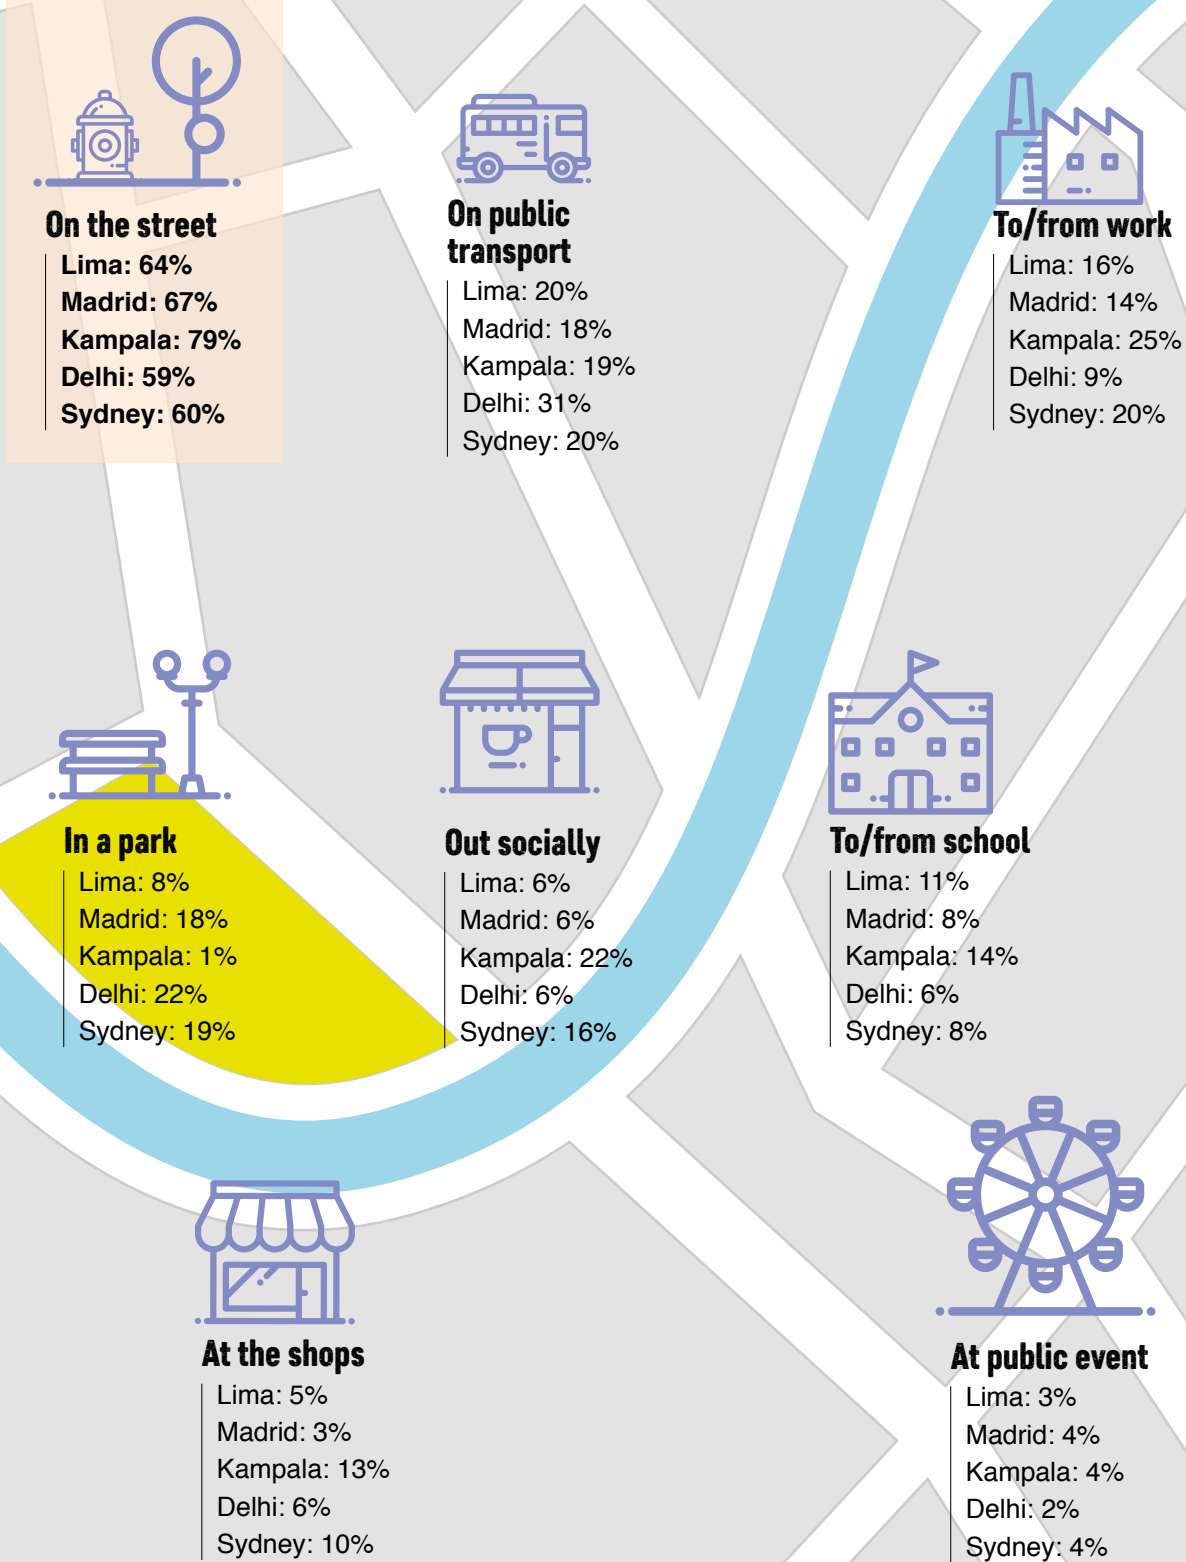 On the street
Lima: 64%
Madrid: 67%
Kampala: 79%
Delhi: 59%
Sydney: 60%
On public
transport
Lima: 20%
Madrid: 18%
Kampala: 19%
Delhi: 31%
Sydney: 20%
To/from work
Lima: 16%
Madrid: 14%
Kampala: 25%
Delhi: 9%
Sydney: 20%
In a park
Lima: 8%
Madrid: 18%
Kampala: 1%
Delhi: 22%
Sydney: 19%
Out socially
Lima: 6%
Madrid: 6%
Kampala: 22%
Delhi: 6%
Sydney: 16%
To/from school
Lima: 11%
Madrid: 8%
Kampala: 14%
Delhi: 6%
Sydney: 8%
At the shops
Lima: 5%
Madrid: 3%
Kampala: 13%
Delhi: 6%
Sydney: 10%
At public event
Lima: 3%
Madrid: 4%
Kampala: 4%
Delhi: 2%
Sydney: 4%